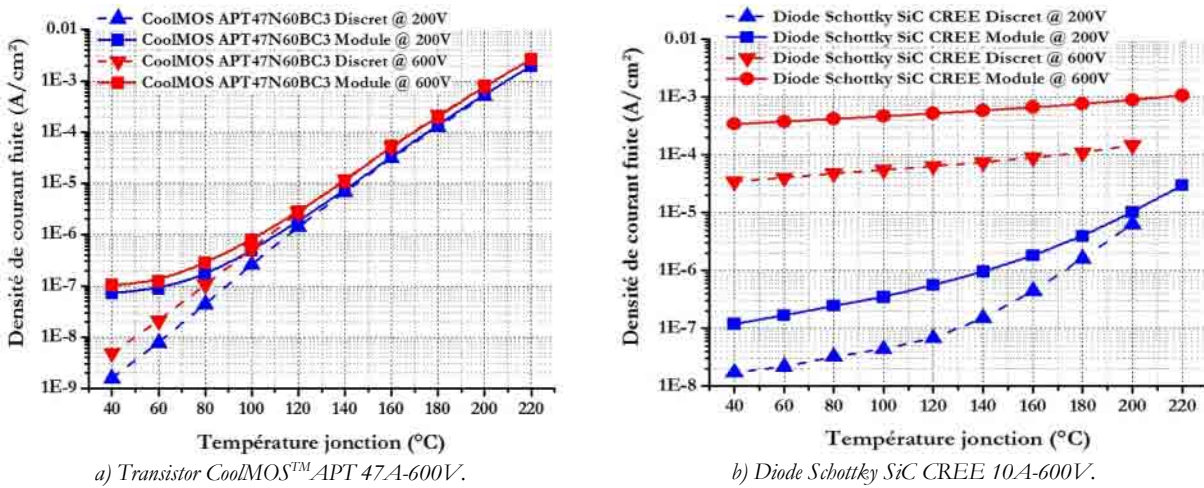 CoolMOS APT47N60BC3 Discret @ 200V
CoolMOS APT47N60BC3 Module @ 200V
CoolMOS APT47N60BC3 Discret @ 600V
CoolMOS APT47N60BC3 Module @ 600V
Densité de courant fuite (A/cm²)
0.01
1E-3
1E-4
1E-5
1E-6
1E-7
1E-8
1E-9
40 60 80 100 120 140 160 180 200 220
Température jonction (°C)
a) Transistor CoolMOS™ APT 47A-600V.
Diode Schottky SiC CREE Discret @ 200V
Diode Schottky SiC CREE Module @ 200V
Diode Schottky SiC CREE Discret @ 600V
Diode Schottky SiC CREE Module @ 600V
Densité de courant fuite (A/cm²)
0.01
1E-3
1E-4
1E-5
1E-6
1E-7
1E-8
40 60 80 100 120 140 160 180 200 220
Température jonction (°C)
b) Diode Schottky SiC CREE 10A-600V.